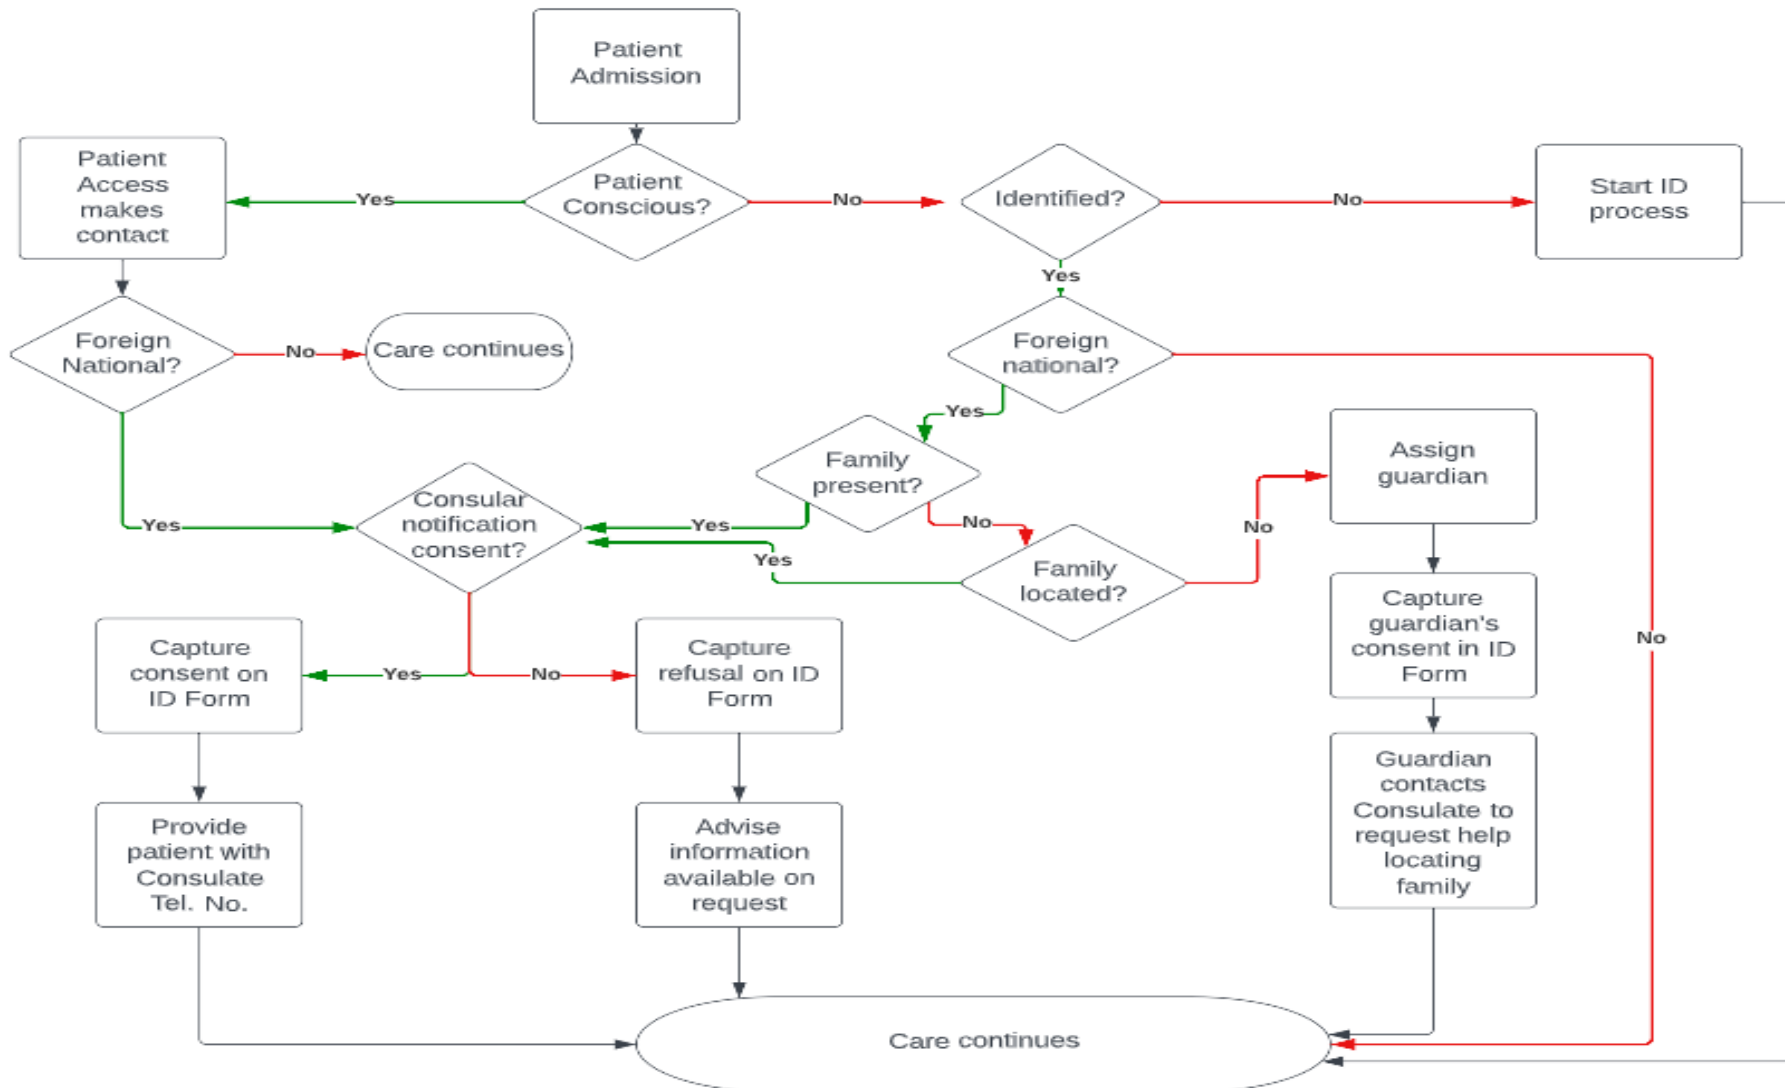 Patient
Admission
Patient
Access
makes
contact
Yes
Patient
Conscious?
No
Identified?
No
Start ID
process
Yes
Foreign
National?
No
Care continues
Foreign
national?
Yes
Family
present?
Assign
guardian
Yes
Consular
notification
consent?
Yes
No
Yes
Family
located?
No
Capture
guardian's
consent in ID
Form
No
Capture
consent on
ID Form
Yes
No
Capture
refusal on ID
Form
Guardian
contacts
Consulate to
request help
locating
family
Provide
patient with
Consulate
Tel. No.
Advise
information
available on
request
Care continues